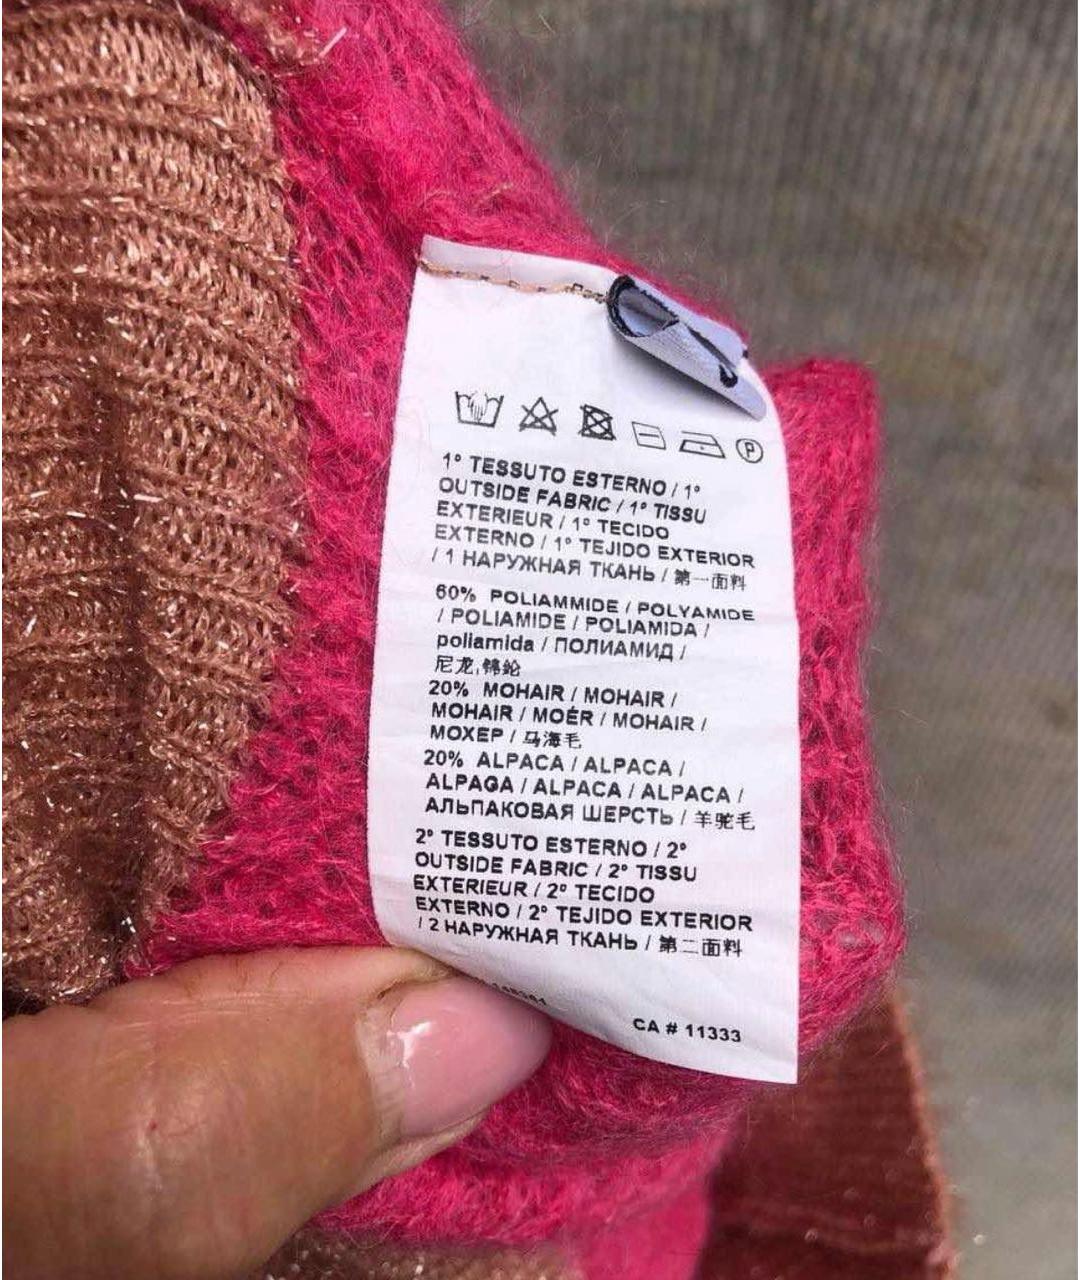 1° TESSUTO ESTERNO / 1°
OUTSIDE FABRIC / 1° TISSU
EXTERIEUR / 1° TECIDO
EXTERNO / 1° TEJIDO EXTERIOR
/ 1 НАРУЖНАЯ ТКАНЬ / 第一面料
60% POLIAMMIDE / POLYAMIDE
/ POLIAMIDE / POLIAMIDA /
poliamida / ПОЛИАМИД /
尼龙,锦纶
20% MOHAIR / MOHAIR /
MOHAIR / MOÉR / MOHAIR /
МОХЕР / 马海毛
20% ALPACA / ALPACA /
ALPAGA / ALPACA / ALPACA /
АЛЬПАКОВАЯ ШЕРСТЬ / 羊驼毛
2° TESSUTO ESTERNO / 2°
OUTSIDE FABRIC / 2° TISSU
EXTERIEUR / 2° TECIDO
EXTERNO / 2° TEJIDO EXTERIOR
/ 2 НАРУЖНАЯ ТКАНЬ / 第二面料
CA # 11333